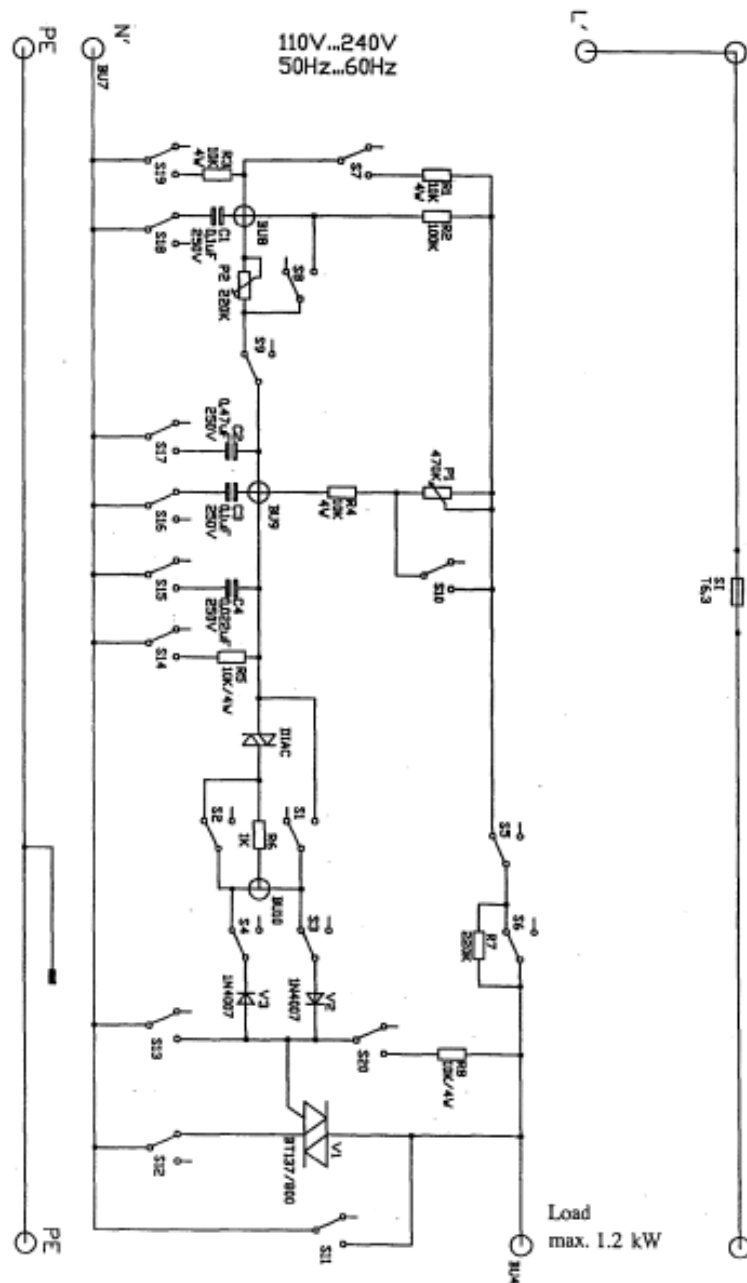 PE
N'
BU7
110V...240V
50Hz...60Hz
L'
S19
R3
10K
4W
S7
R1
10K
4W
S18
C1
0,1uF
250V
BU8
R2
100K
P2 220K
S8
S9
S17
C2
0,47uF
250V
S16
C3
0,1uF
250V
BU9
R4
4W
P1
470K
S10
S15
C4
0,022uF
250V
S14
R5
10K/4W
SI
T6,3
DIAC
S2
R6
1K
S1
S5
BU10
S4
S3
S6
R7
220K
V3
1N4007
V2
1N4007
S13
S20
R8
10K/4W
V1
BT137/800
S12
S11
Load
max. 1.2 kW
PE